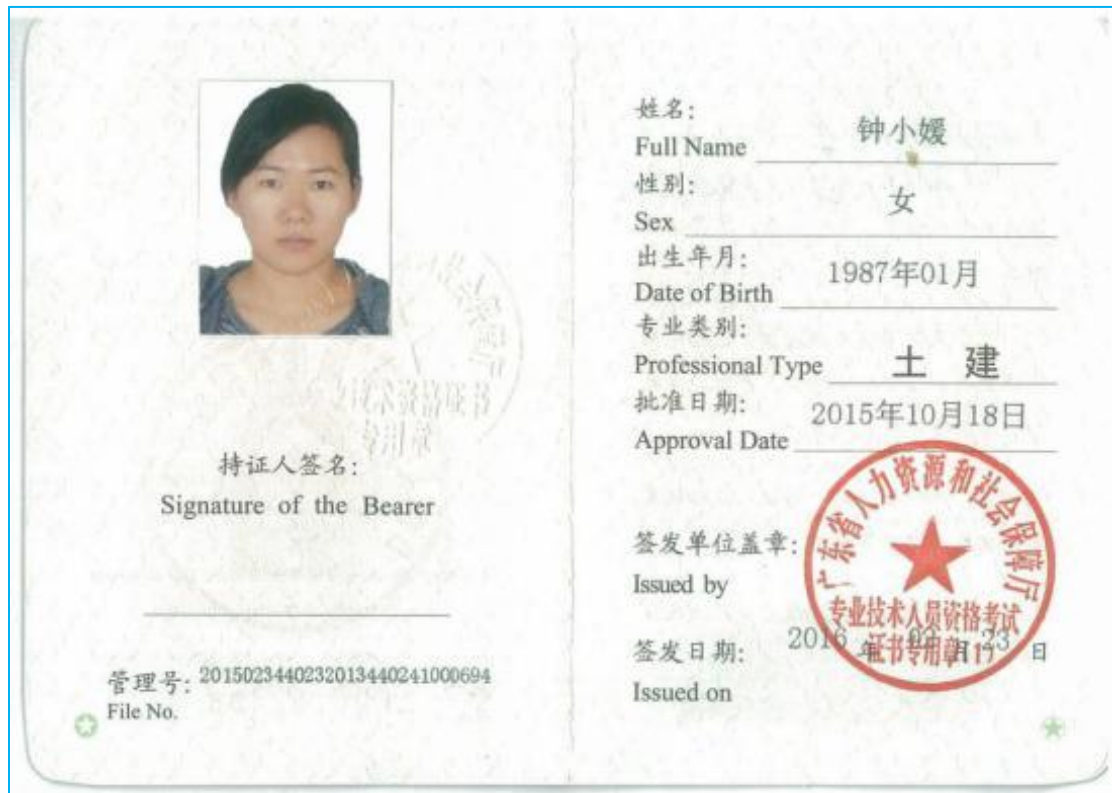 持证人签名:
Signature of the Bearer
管理号: 2015023440232013440241000694
File No.
姓名: 钟小媛
Full Name
性别: 女
Sex
出生年月: 1987年01月
Date of Birth
专业类别:
Professional Type 土 建
批准日期: 2015年10月18日
Approval Date
签发单位盖章:
Issued by
广东省人力资源和社会保障厅
专业技术人员资格考试
证书专用章(17)
签发日期: 2016 年 月 23 日
Issued on